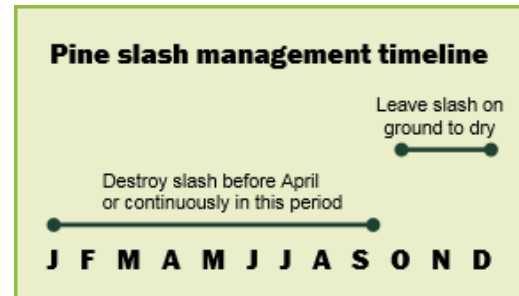 Pine slash management timeline
Leave slash on
ground to dry
Destroy slash before April
or continuously in this period
J F M A M J J A S O N D